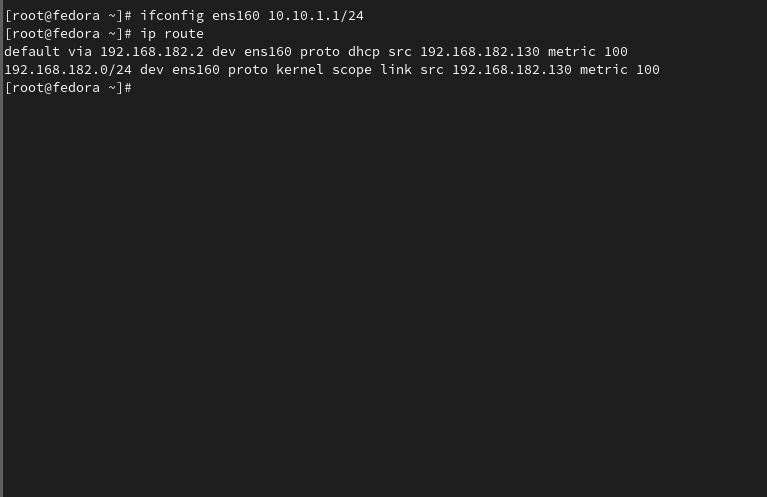 [root@fedora ~]# ifconfig ens160 10.10.1.1/24
[root@fedora ~]# ip route
default via 192.168.182.2 dev ens160 proto dhcp src 192.168.182.130 metric 100
192.168.182.0/24 dev ens160 proto kernel scope link src 192.168.182.130 metric 100
[root@fedora ~]#